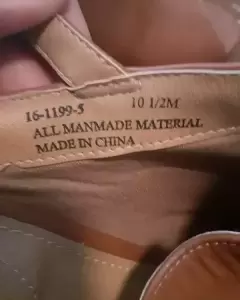 16-1199-5 10 1/2M
ALL MANMADE MATERIAL
MADE IN CHINA